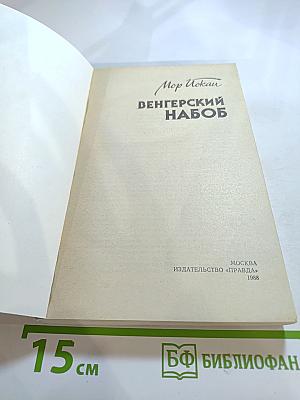 Мор Йокаи
ВЕНГЕРСКИЙ
НАБОБ
МОСКВА
ИЗДАТЕЛЬСТВО «ПРАВДА»
1988
15 см
БФ БИБЛИОФАН